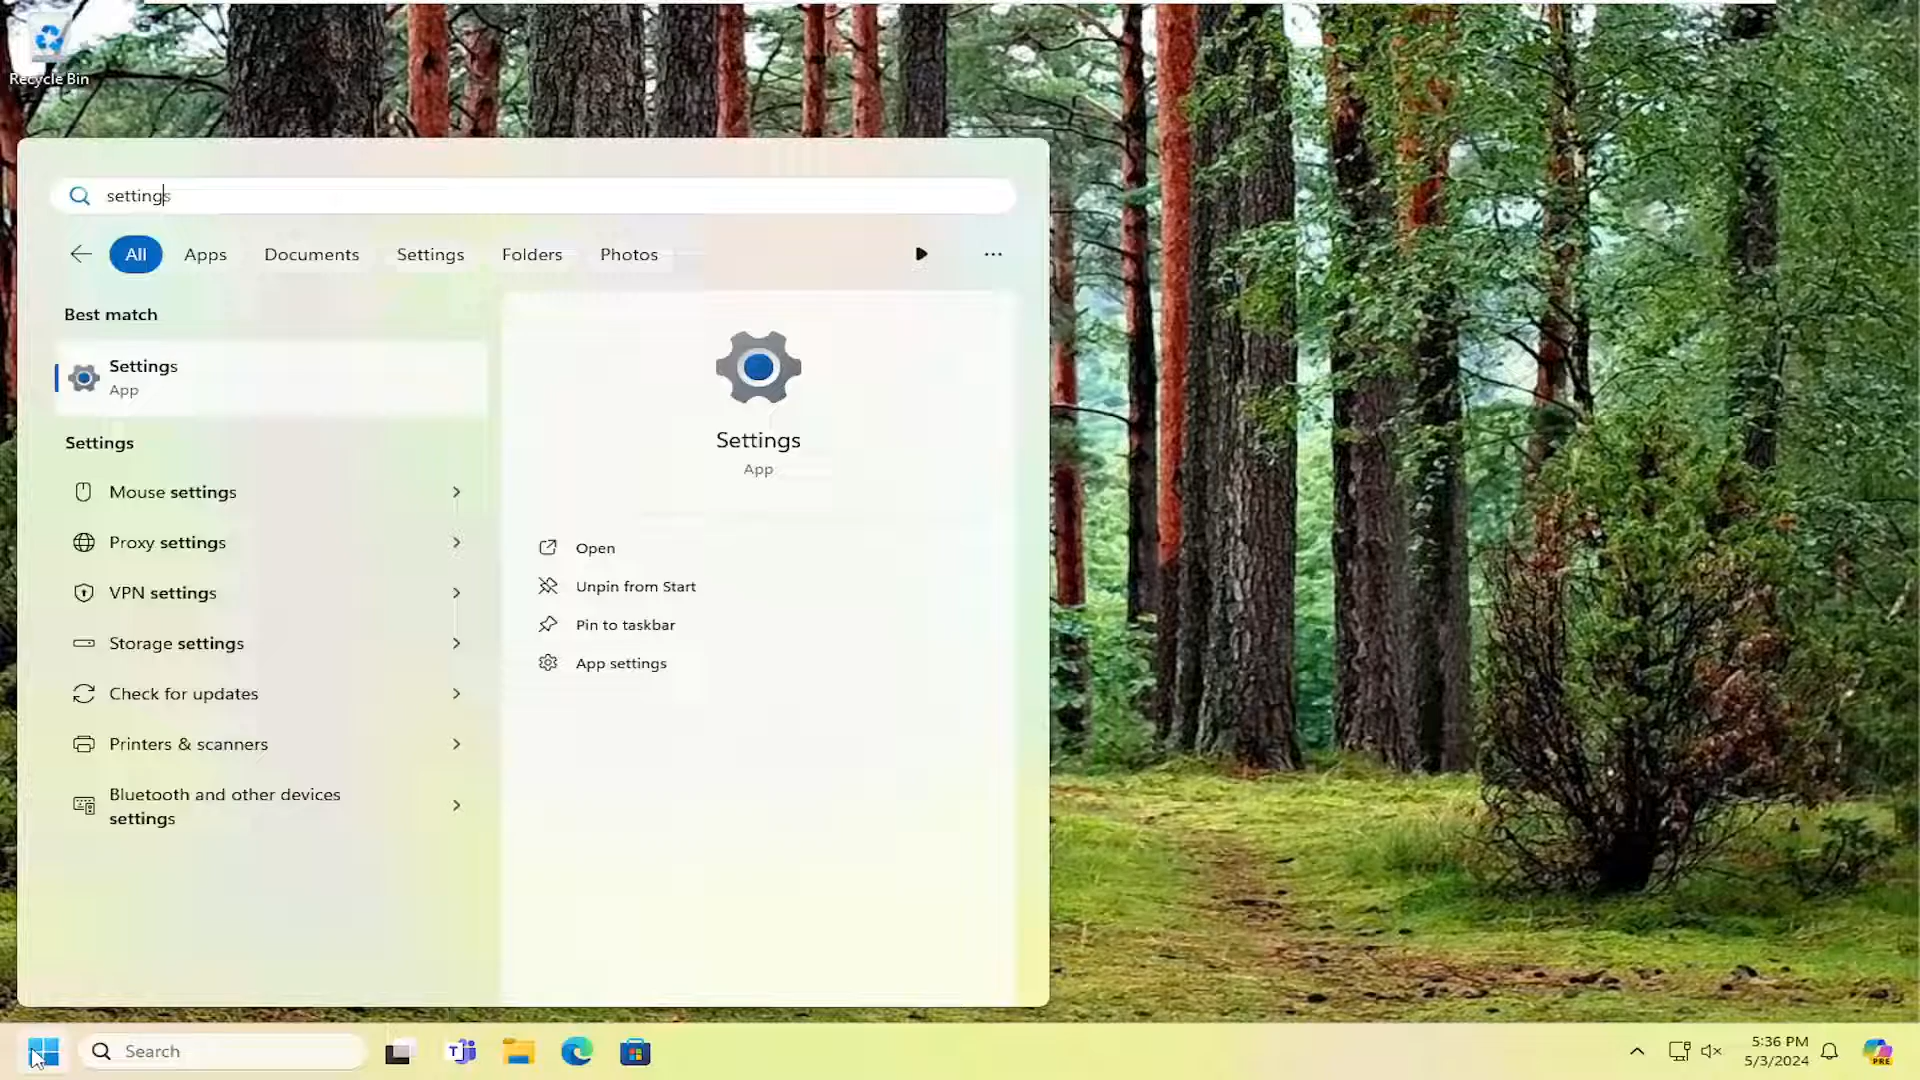 Recycle Bin
settings
All Apps Documents Settings Folders Photos
Best match
Settings
App
Settings
Mouse settings
Proxy settings
VPN settings
Storage settings
Check for updates
Printers & scanners
Bluetooth and other devices
settings
Settings
App
Open
Unpin from Start
Pin to taskbar
App settings
Search
5:36 PM
5/3/2024
PRE